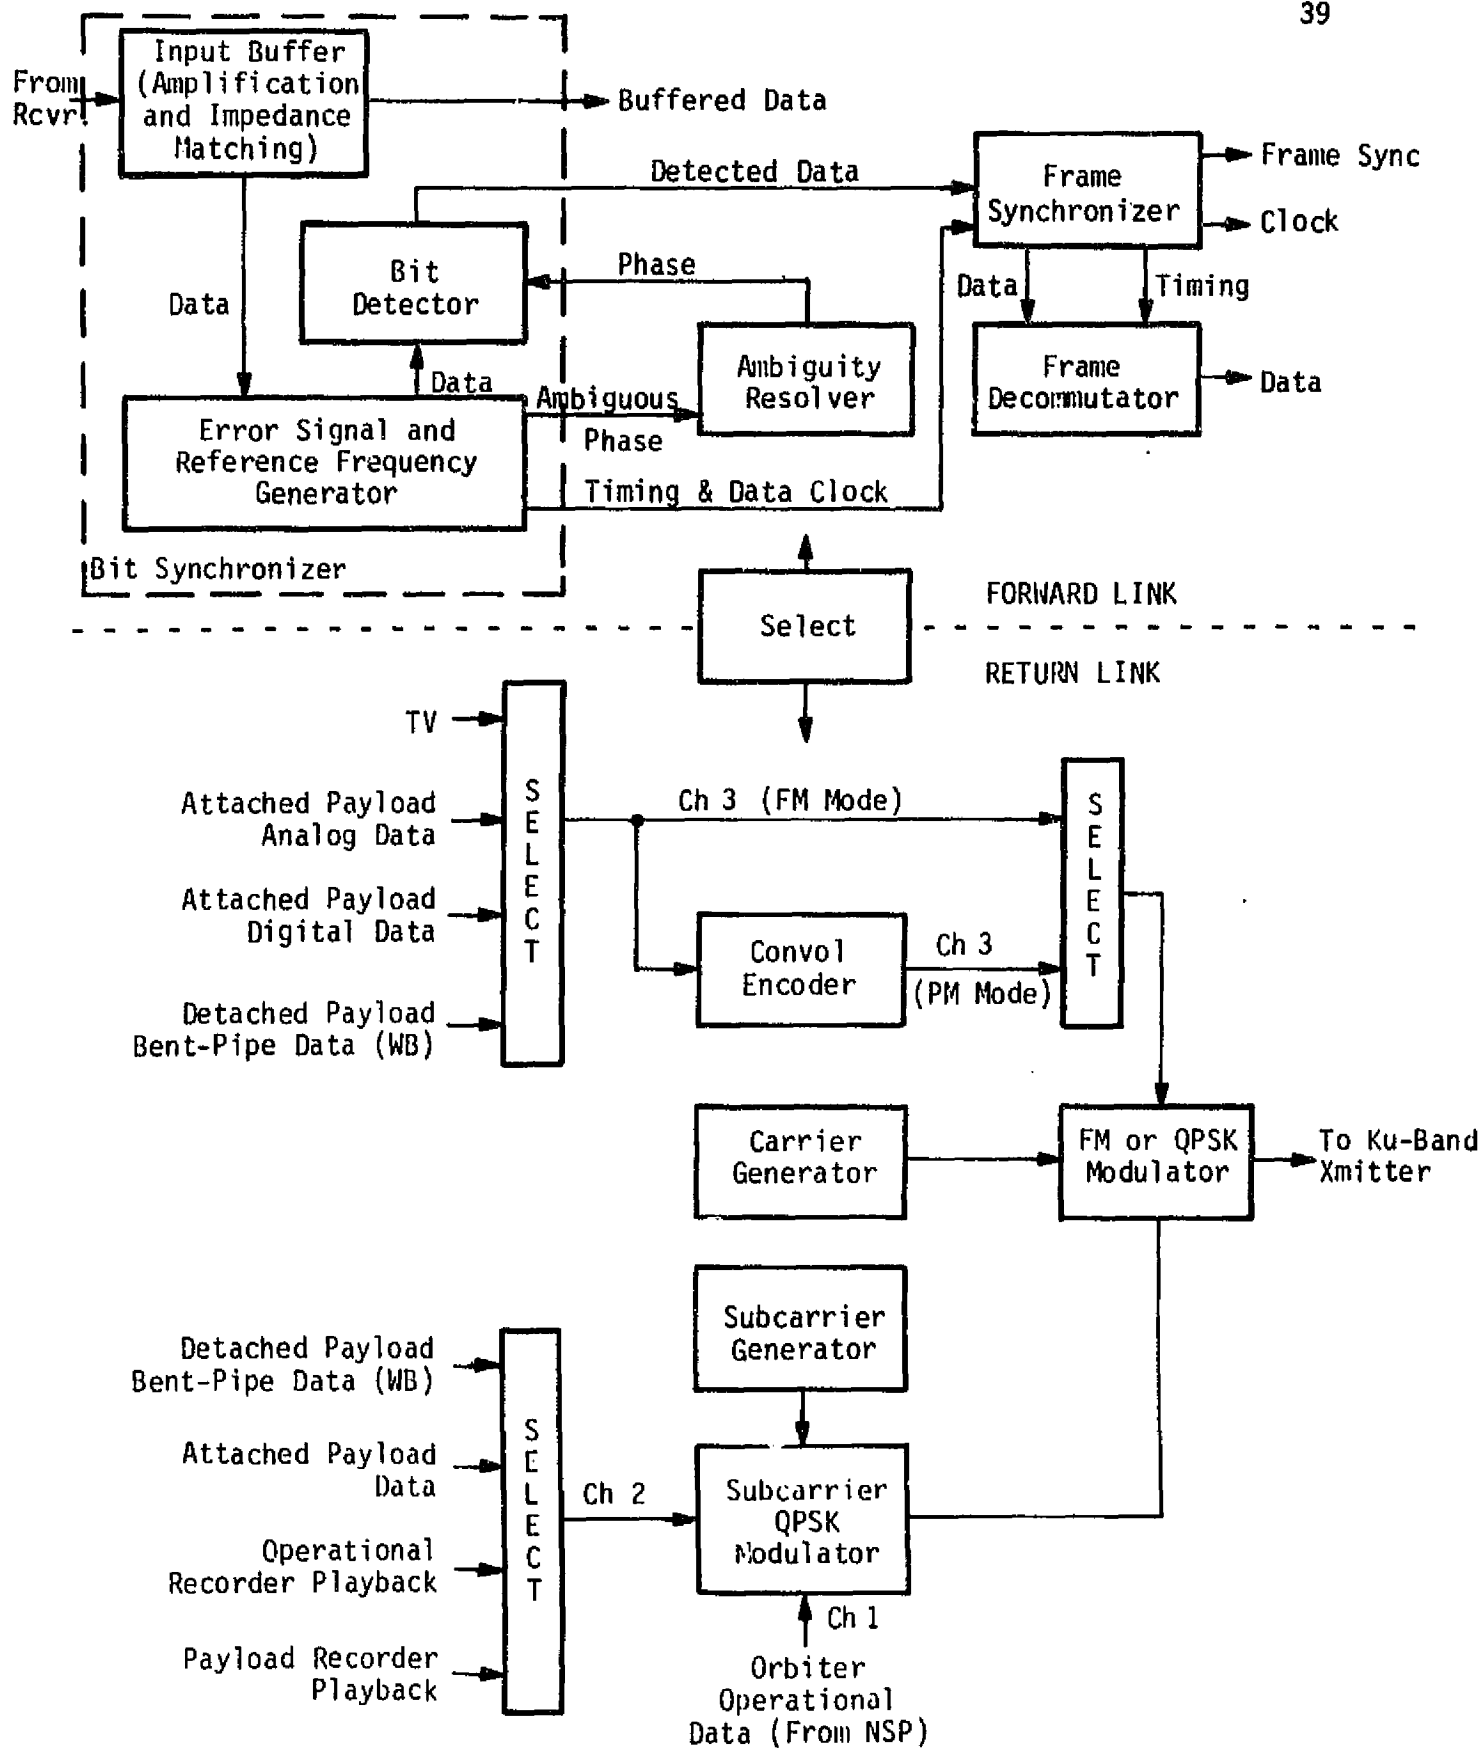 39
Input Buffer
(Amplification
and Impedance
Matching)
From
Rcvr.
Buffered Data
Detected Data
Frame
Synchronizer
Frame Sync
Clock
Bit
Detector
Phase
Data
Data
Timing
Ambiguity
Resolver
Frame
Decommutator
Data
Data
Ambiguous
Phase
Error Signal and
Reference Frequency
Generator
Timing & Data Clock
Bit Synchronizer
Select
FORWARD LINK
RETURN LINK
TV
Attached Payload
Analog Data
Attached Payload
Digital Data
Detached Payload
Bent-Pipe Data (WB)
SELECT
Ch 3 (FM Mode)
Convol
Encoder
Ch 3
(PM Mode)
SELECT
Carrier
Generator
FM or QPSK
Modulator
To Ku-Band
Xmitter
Subcarrier
Generator
Detached Payload
Bent-Pipe Data (WB)
Attached Payload
Data
Operational
Recorder Playback
Payload Recorder
Playback
SELECT
Ch 2
Subcarrier
QPSK
Modulator
Ch 1
Orbiter
Operational
Data (From NSP)